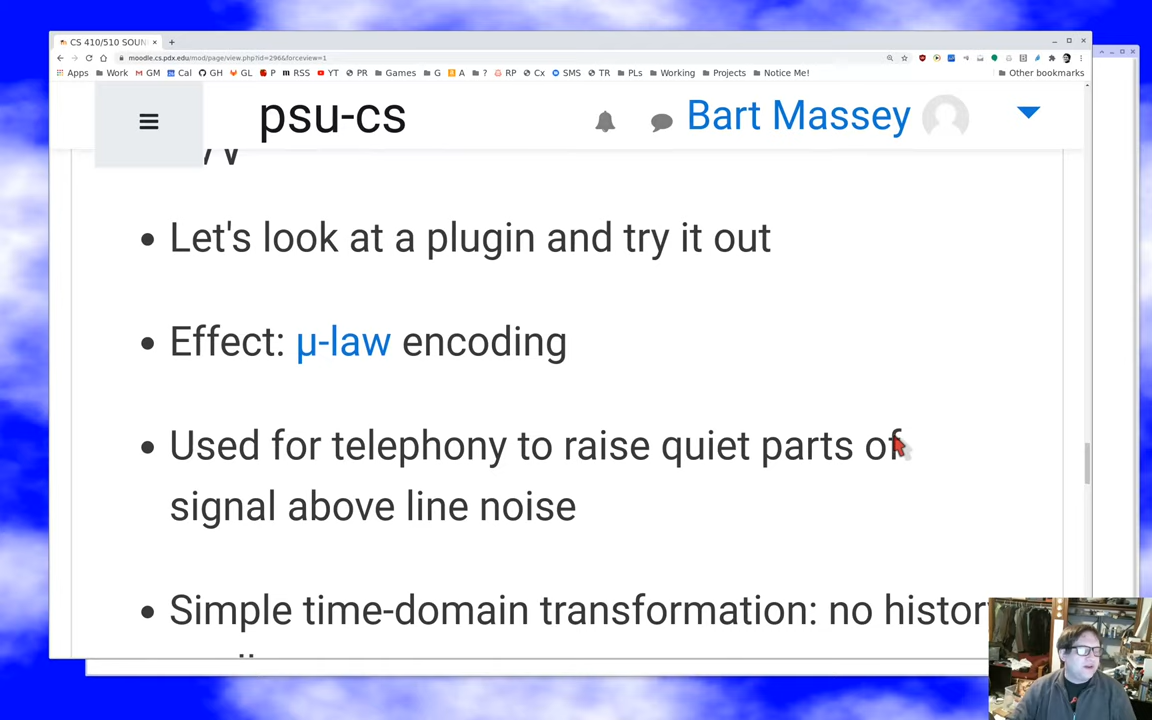 CS 410/510 SOUN
moodle.cs.pdx.edu/mod/page/view.php?id=296&forceview=1
Apps Work GM Cal GH GL P RSS YT PR Games G A ? RP Cx SMS TR PLs Working Projects Notice Me! Other bookmarks
psu-cs Bart Massey
• Let's look at a plugin and try it out
• Effect: µ-law encoding
• Used for telephony to raise quiet parts of
signal above line noise
• Simple time-domain transformation: no history